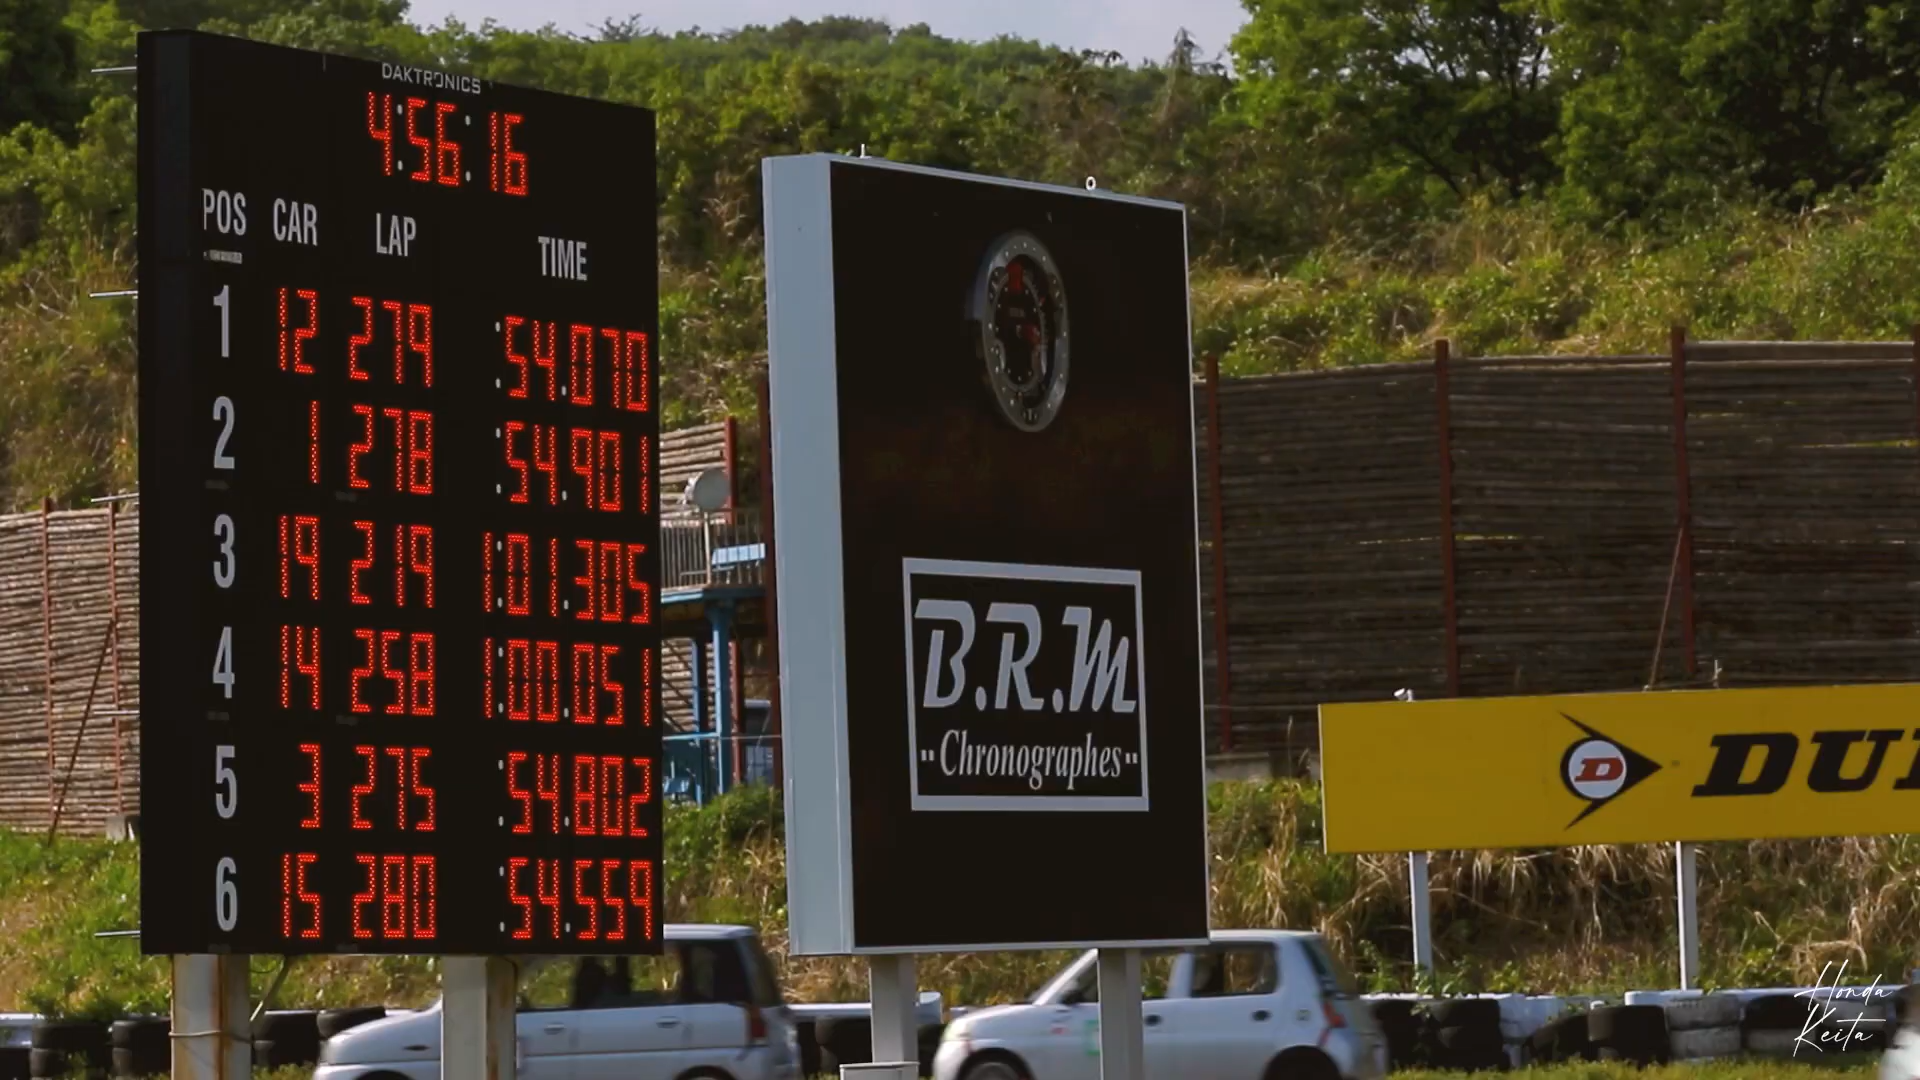 DAKTRONICS
4:56:16
POS CAR LAP TIME
1 12 279 :54.070
2 1 278 :54.901
3 19 219 1:01.305
4 14 258 1:00.051
5 3 275 :54.802
6 15 280 :54.559
B.R.M
Chronographes
D DU
Honda
Keita